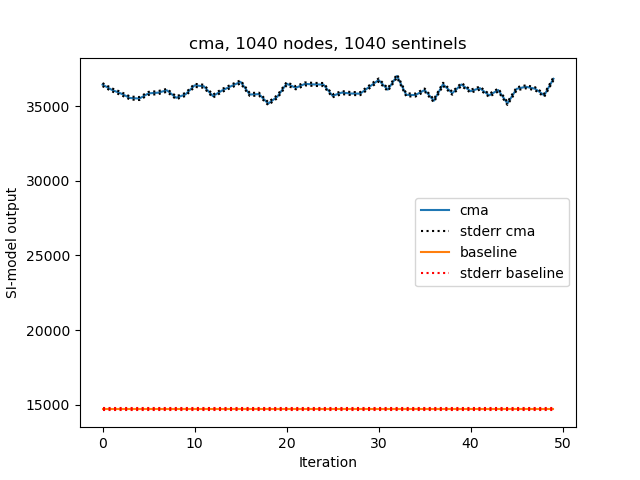 cma, 1040 nodes, 1040 sentinels
35000
30000
25000
20000
15000
SI-model output
cma
stderr cma
baseline
stderr baseline
0 10 20 30 40 50
Iteration